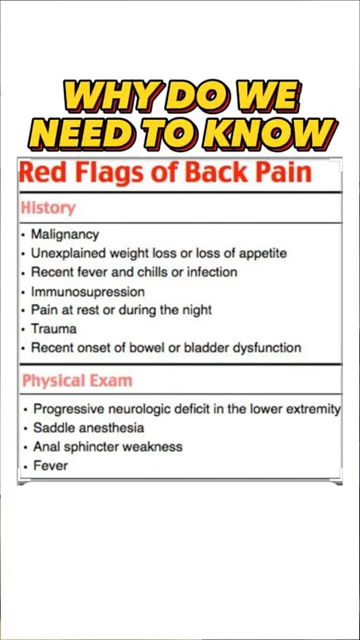 WHY DO WE
NEED TO KNOW
Red Flags of Back Pain
History
• Malignancy
• Unexplained weight loss or loss of appetite
• Recent fever and chills or infection
• Immunosupression
• Pain at rest or during the night
• Trauma
• Recent onset of bowel or bladder dysfunction
Physical Exam
• Progressive neurologic deficit in the lower extremity
• Saddle anesthesia
• Anal sphincter weakness
• Fever